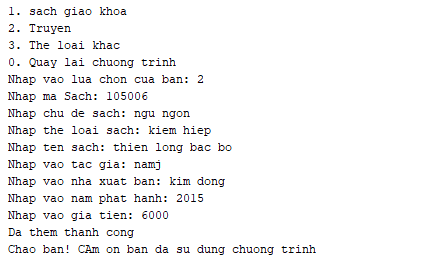 1. sach giao khoa
2. Truyen
3. The loai khac
0. Quay lai chuong trinh
Nhap vao lua chon cua ban: 2
Nhap ma Sach: 105006
Nhap chu de sach: ngu ngon
Nhap the loai sach: kiem hiep
Nhap ten sach: thien long bac bo
Nhap vao tac gia: namj
Nhap vao nha xuat ban: kim dong
Nhap vao nam phat hanh: 2015
Nhap vao gia tien: 6000
Da them thanh cong
Chao ban! CAm on ban da su dung chuong trinh